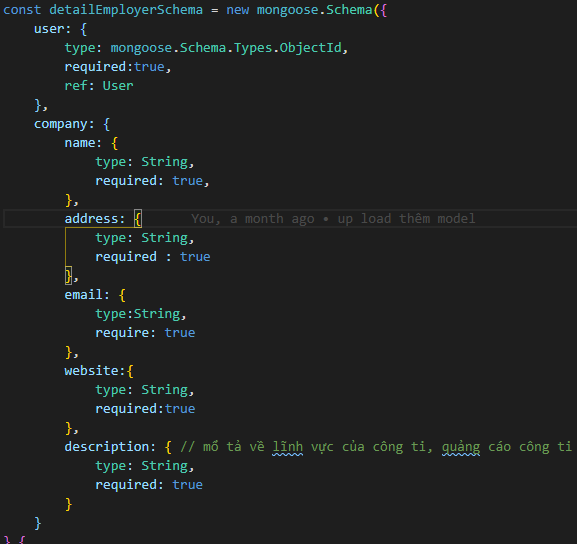 const detailEmployerSchema = new mongoose.Schema({
    user: {
        type: mongoose.Schema.Types.ObjectId,
        required:true,
        ref: User
    },
    company: {
        name: {
            type: String,
            required: true,
        },
        address: { You, a month ago • up load thêm model
            type: String,
            required : true
        },
        email: {
            type:String,
            require: true
        },
        website:{
            type: String,
            required:true
        },
        description: { // mổ tả về lĩnh vực của công ti, quảng cáo công ti
            type: String,
            required: true
        }
    }
} {